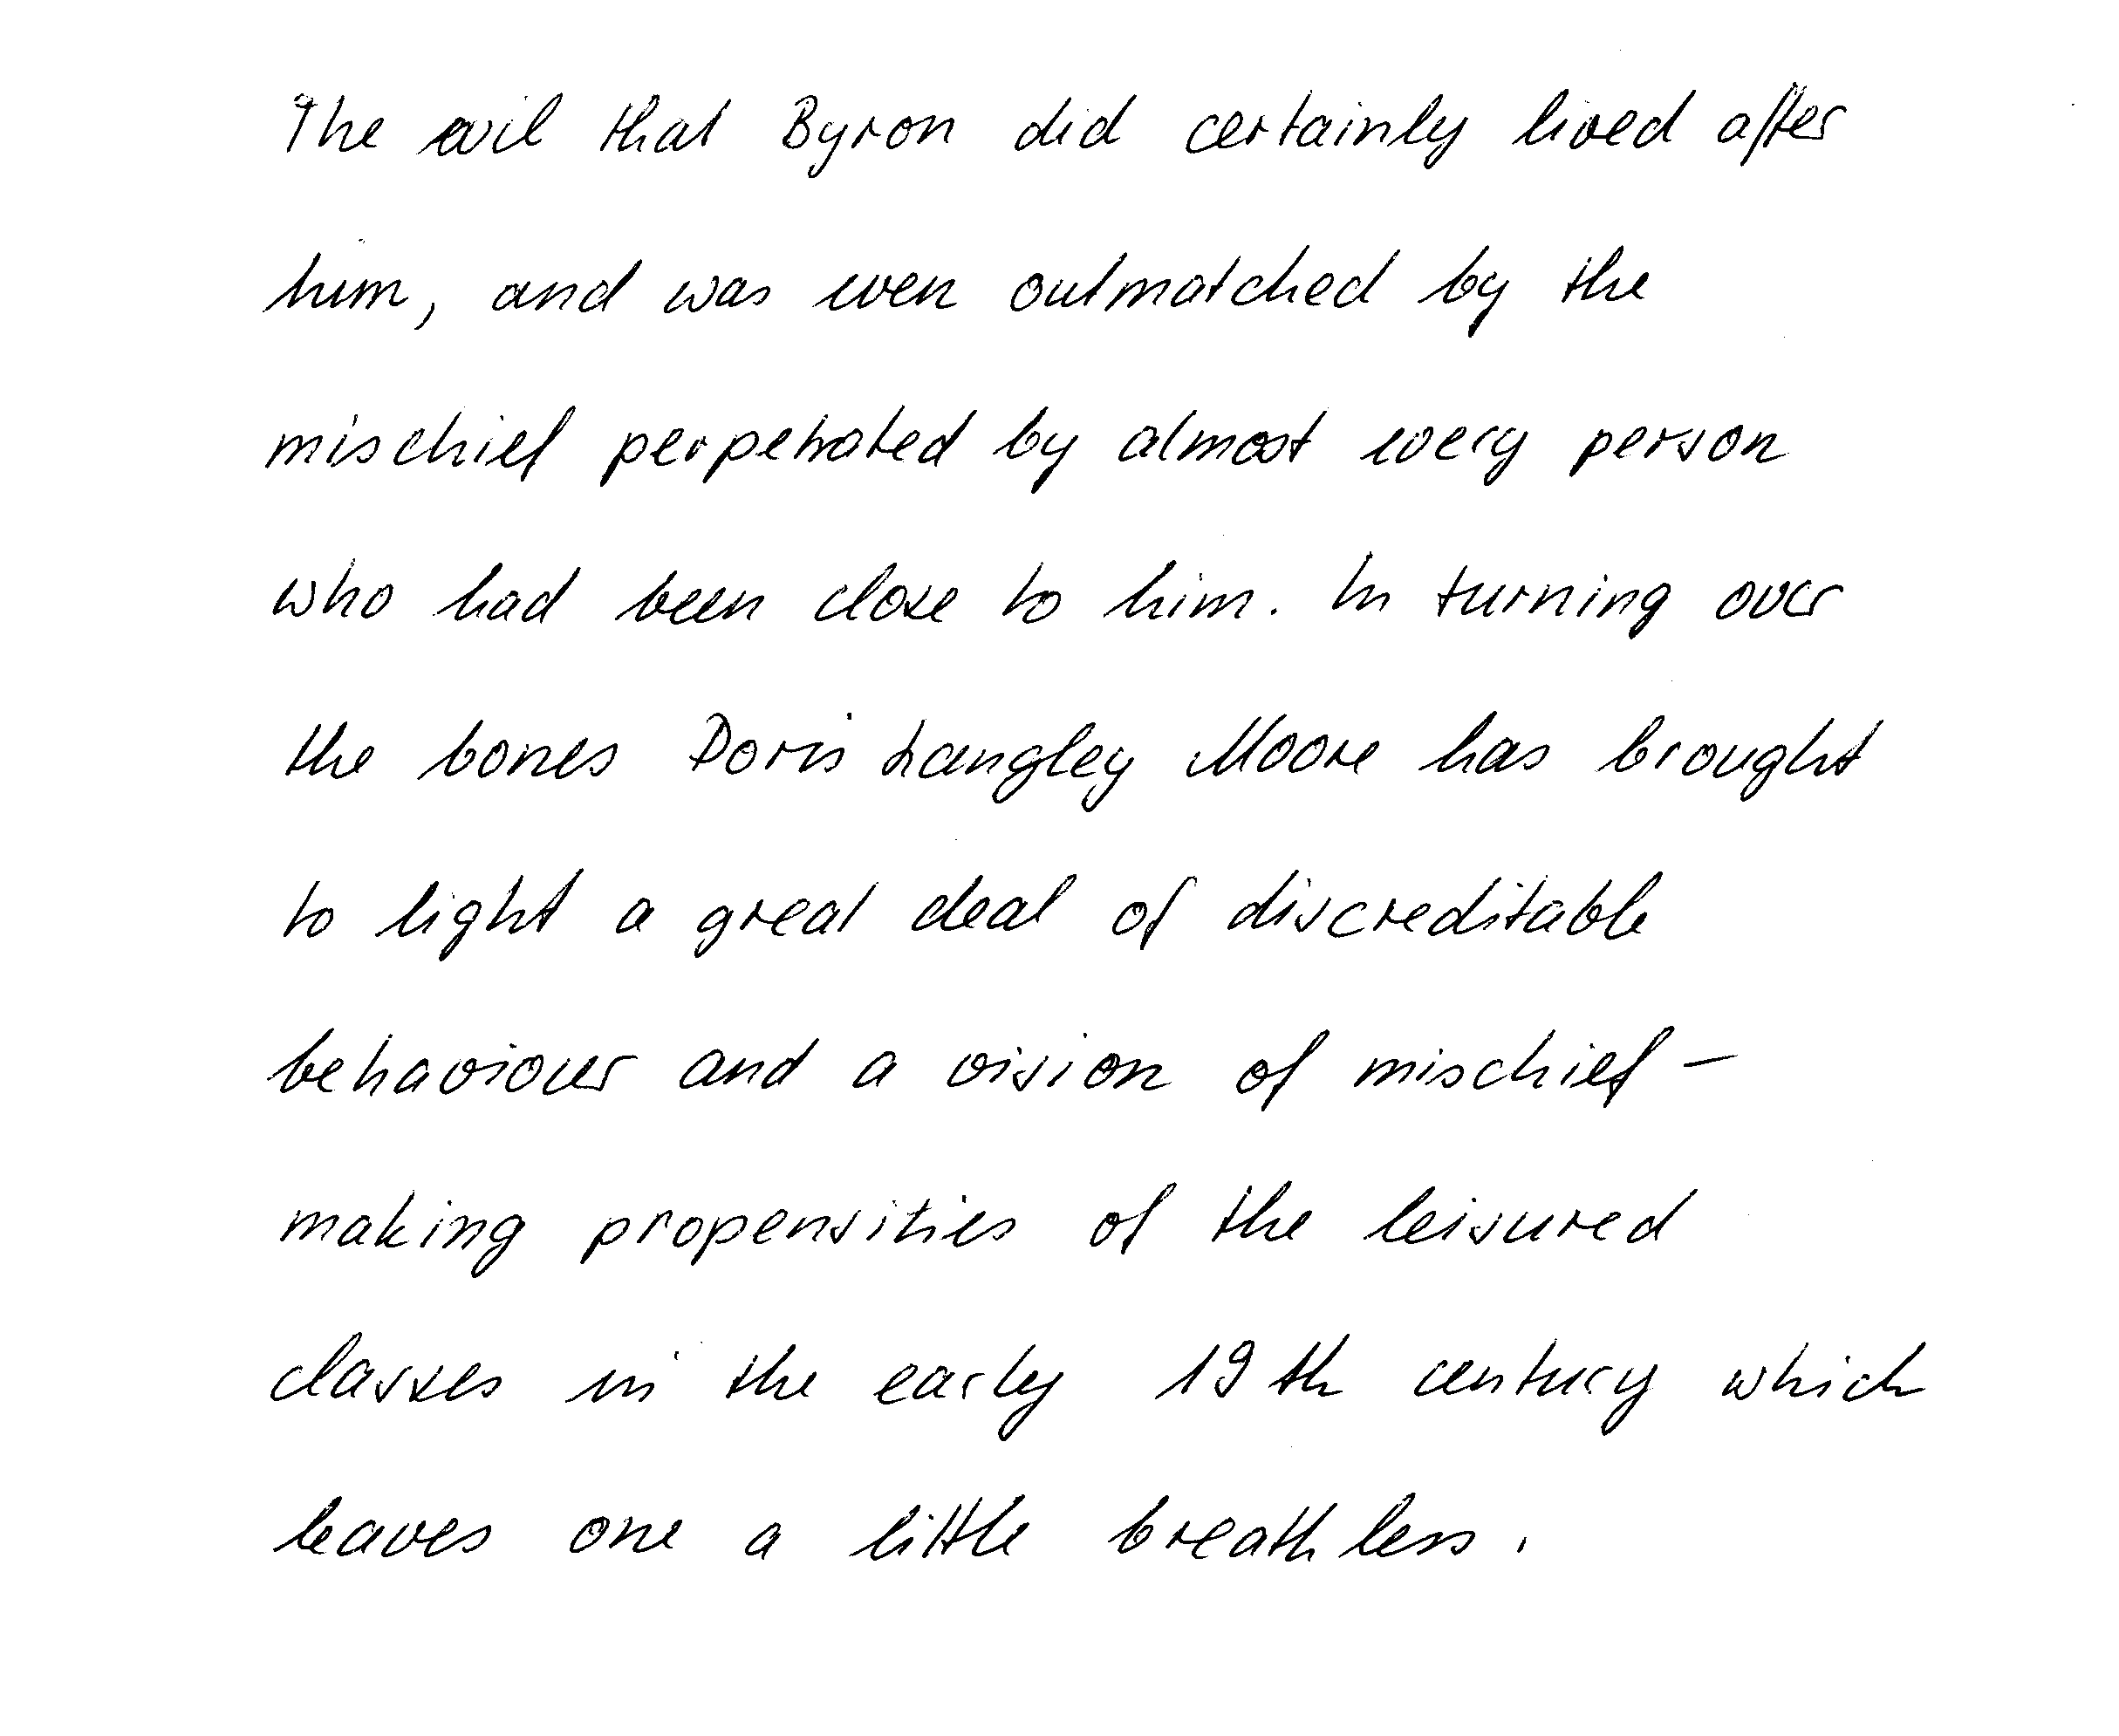 The evil that Byron did certainly lived after
him, and was even outmatched by the
mischief perpetrated by almost every person
who had been close to him. In turning over
the bones Doris Langley Moore has brought
to light a great deal of discreditable
behaviour and a vision of mischief -
making propensities of the leisured
classes in the early 19th century which
leaves one a little breathless.